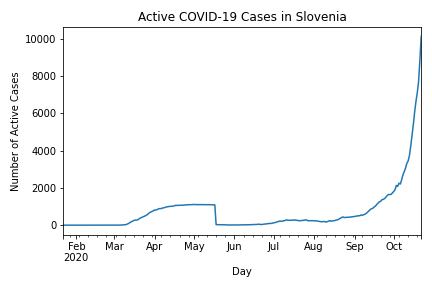 Active COVID-19 Cases in Slovenia
Number of Active Cases
10000
8000
6000
4000
2000
0
Feb Mar Apr May Jun Jul Aug Sep Oct
2020
Day